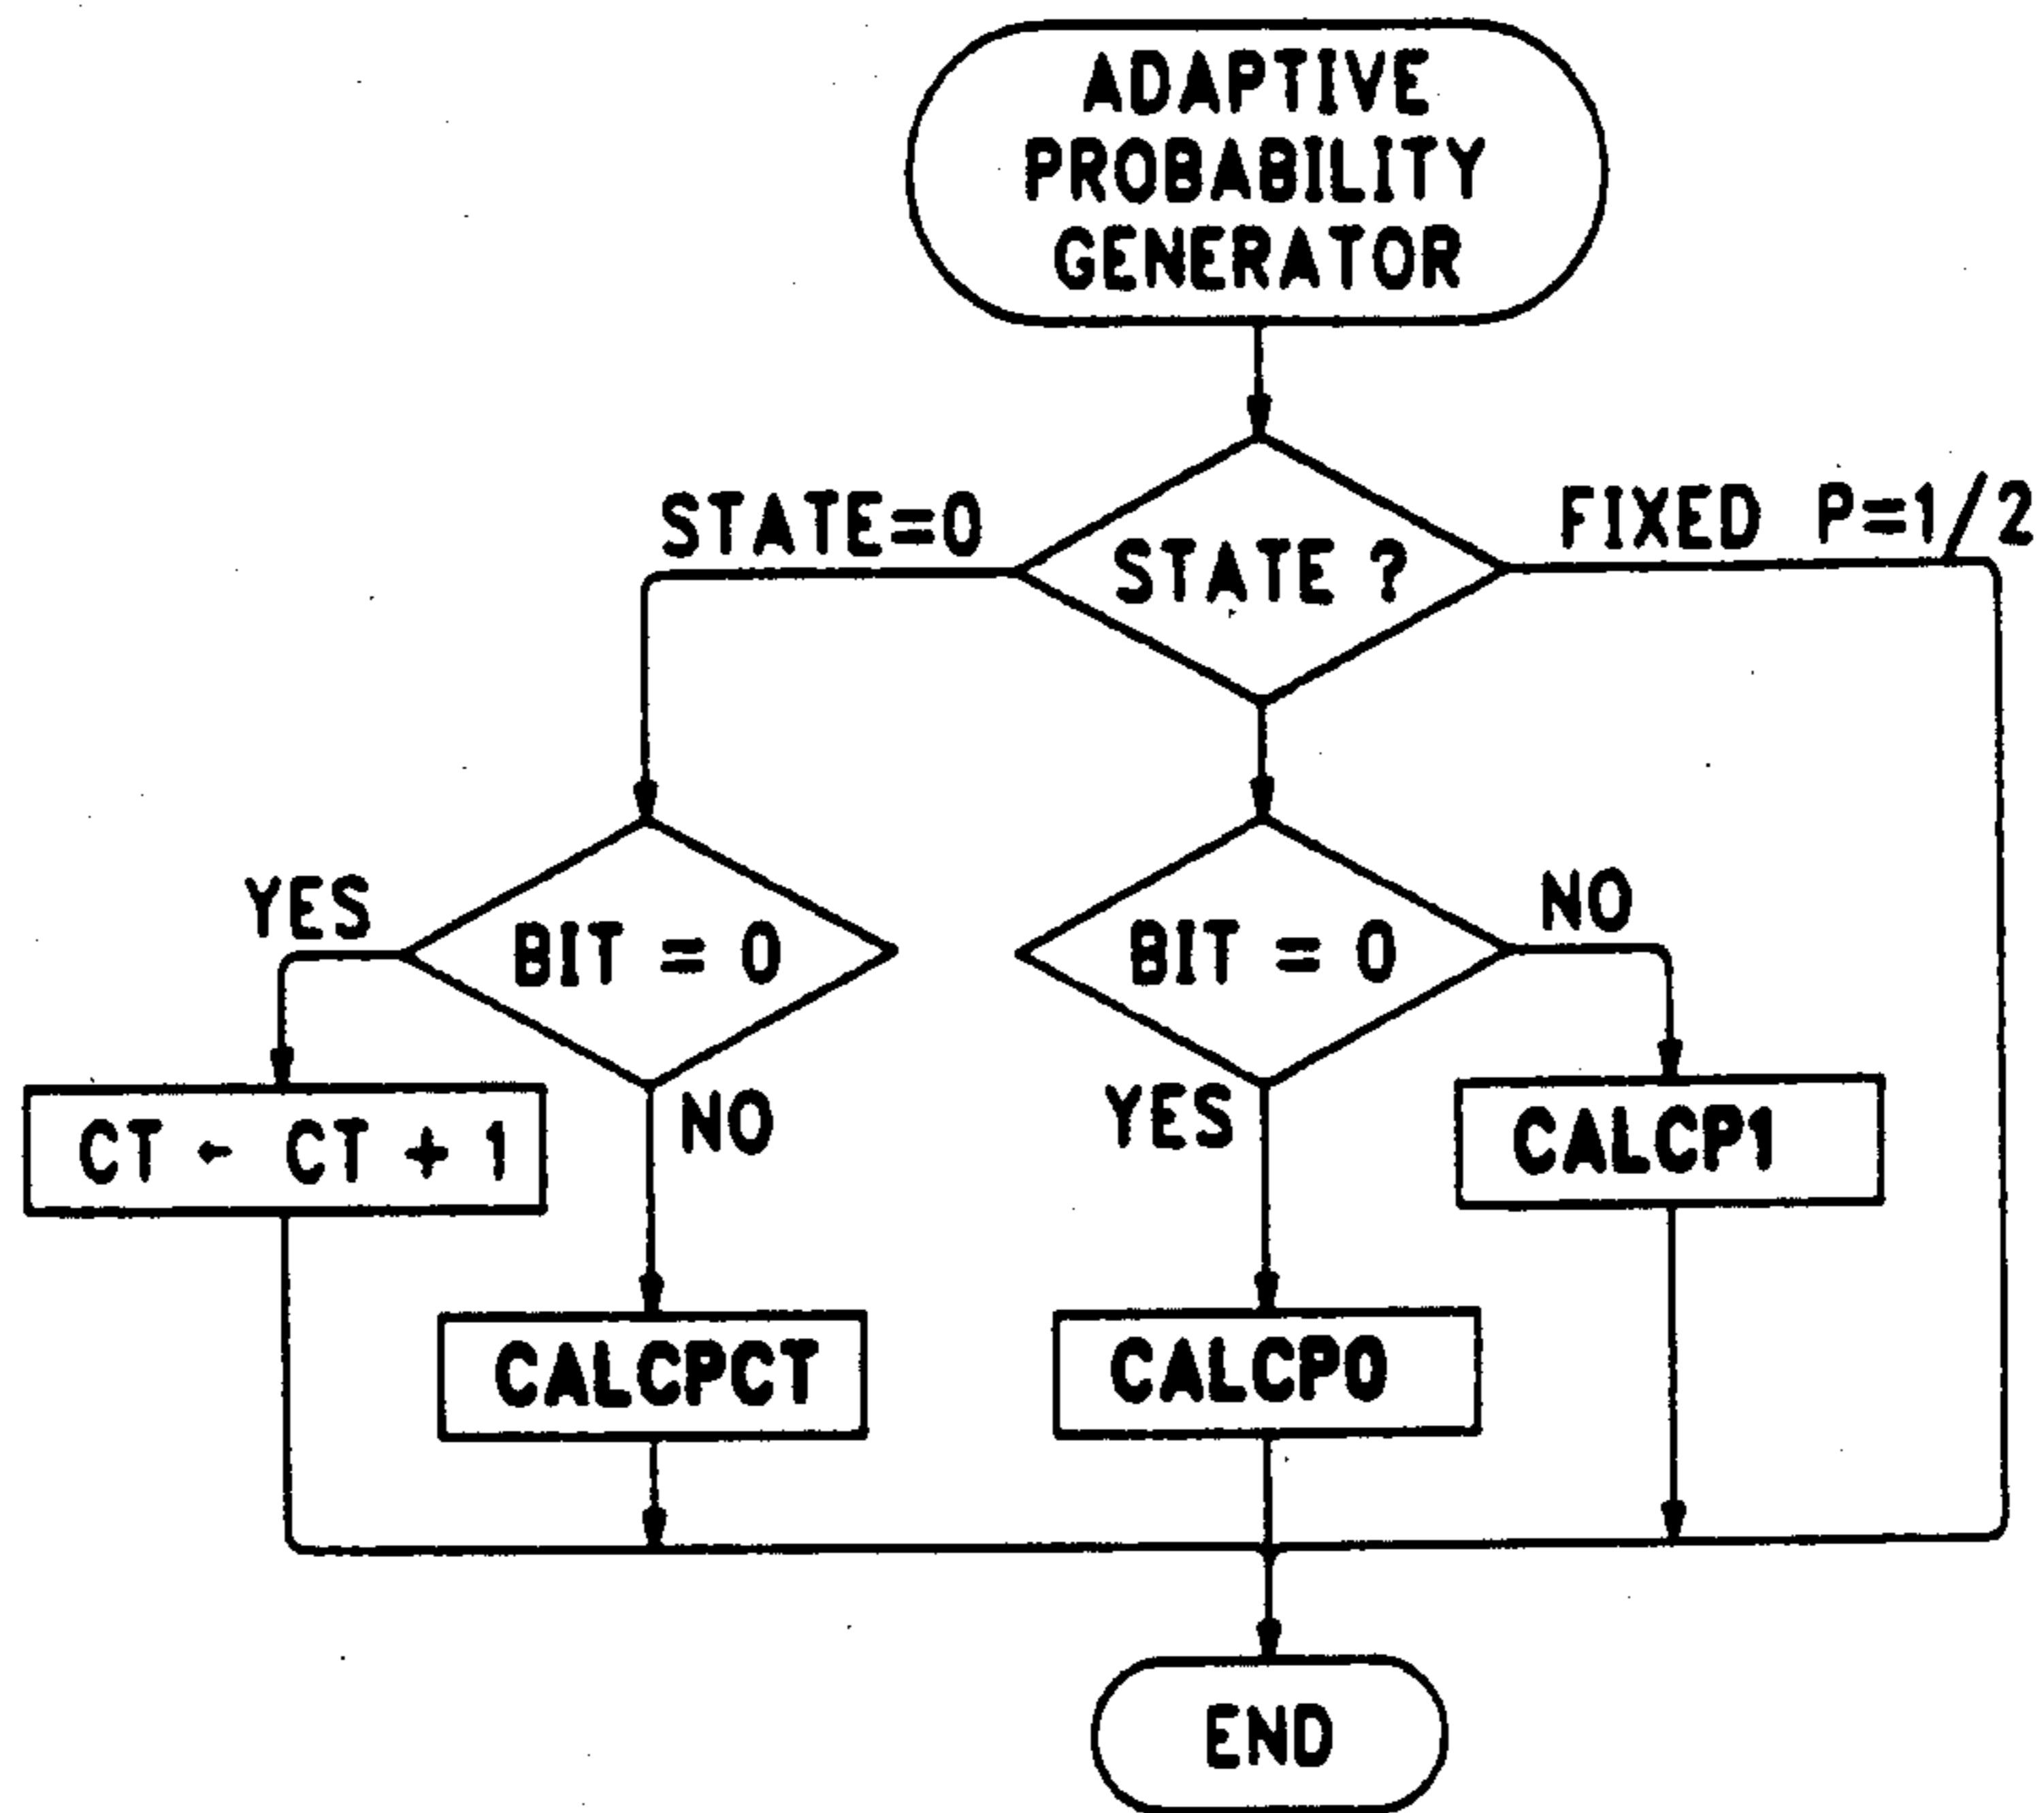 ADAPTIVE
PROBABILITY
GENERATOR
STATE=0
STATE ?
FIXED P=1/2
YES
BIT = 0
BIT = 0
NO
CT ← CT + 1
NO
YES
CALCP1
CALCPCT
CALCP0
END